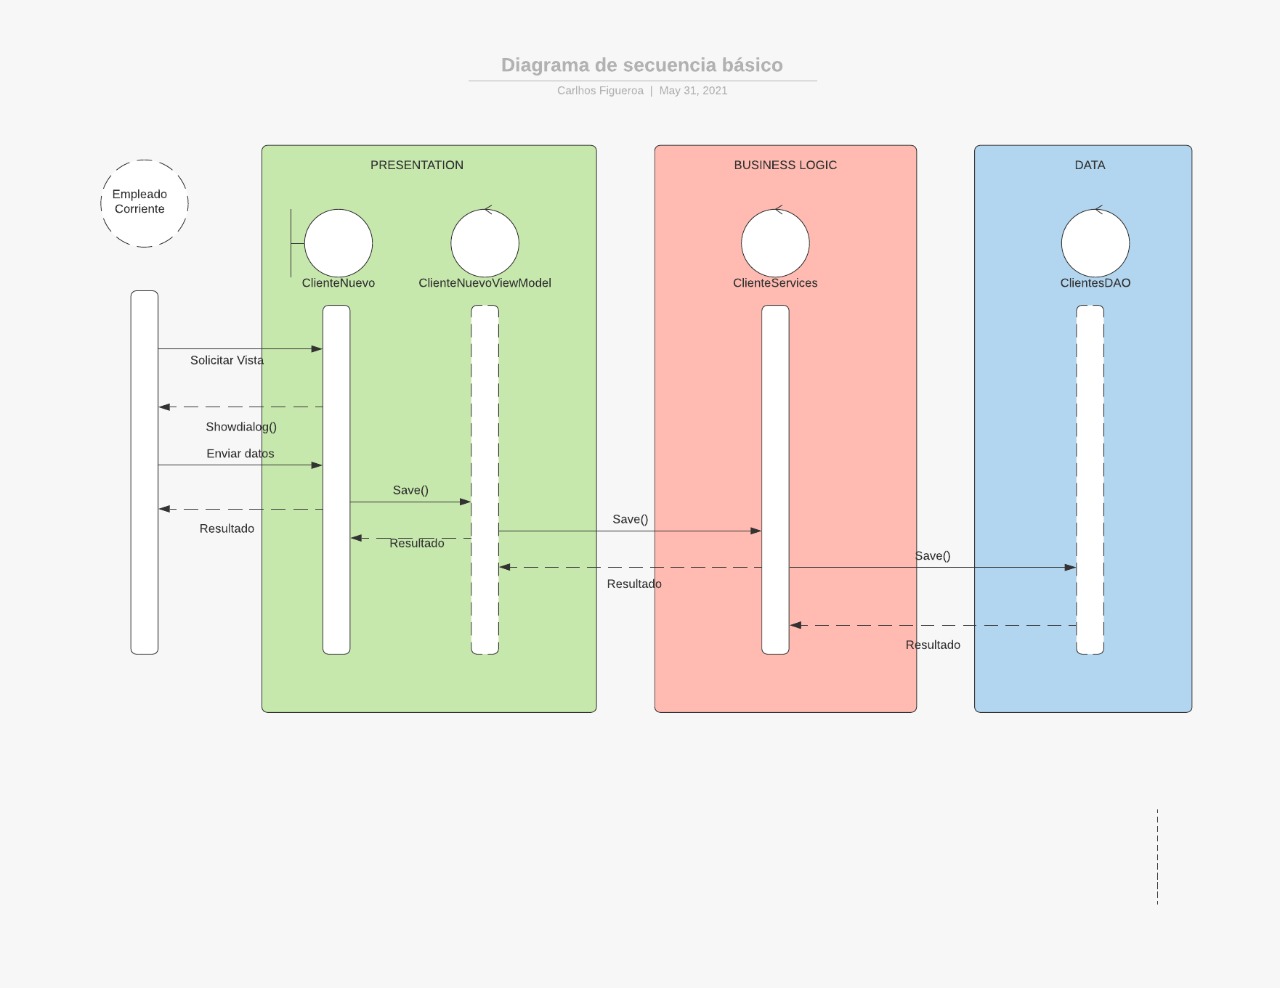 Diagrama de secuencia básico
Carlhos Figueroa | May 31, 2021
PRESENTATION
BUSINESS LOGIC
DATA
Empleado
Corriente
ClienteNuevo
ClienteNuevoViewModel
ClienteServices
ClientesDAO
Solicitar Vista
Showdialog()
Enviar datos
Save()
Save()
Resultado
Resultado
Save()
Resultado
Resultado